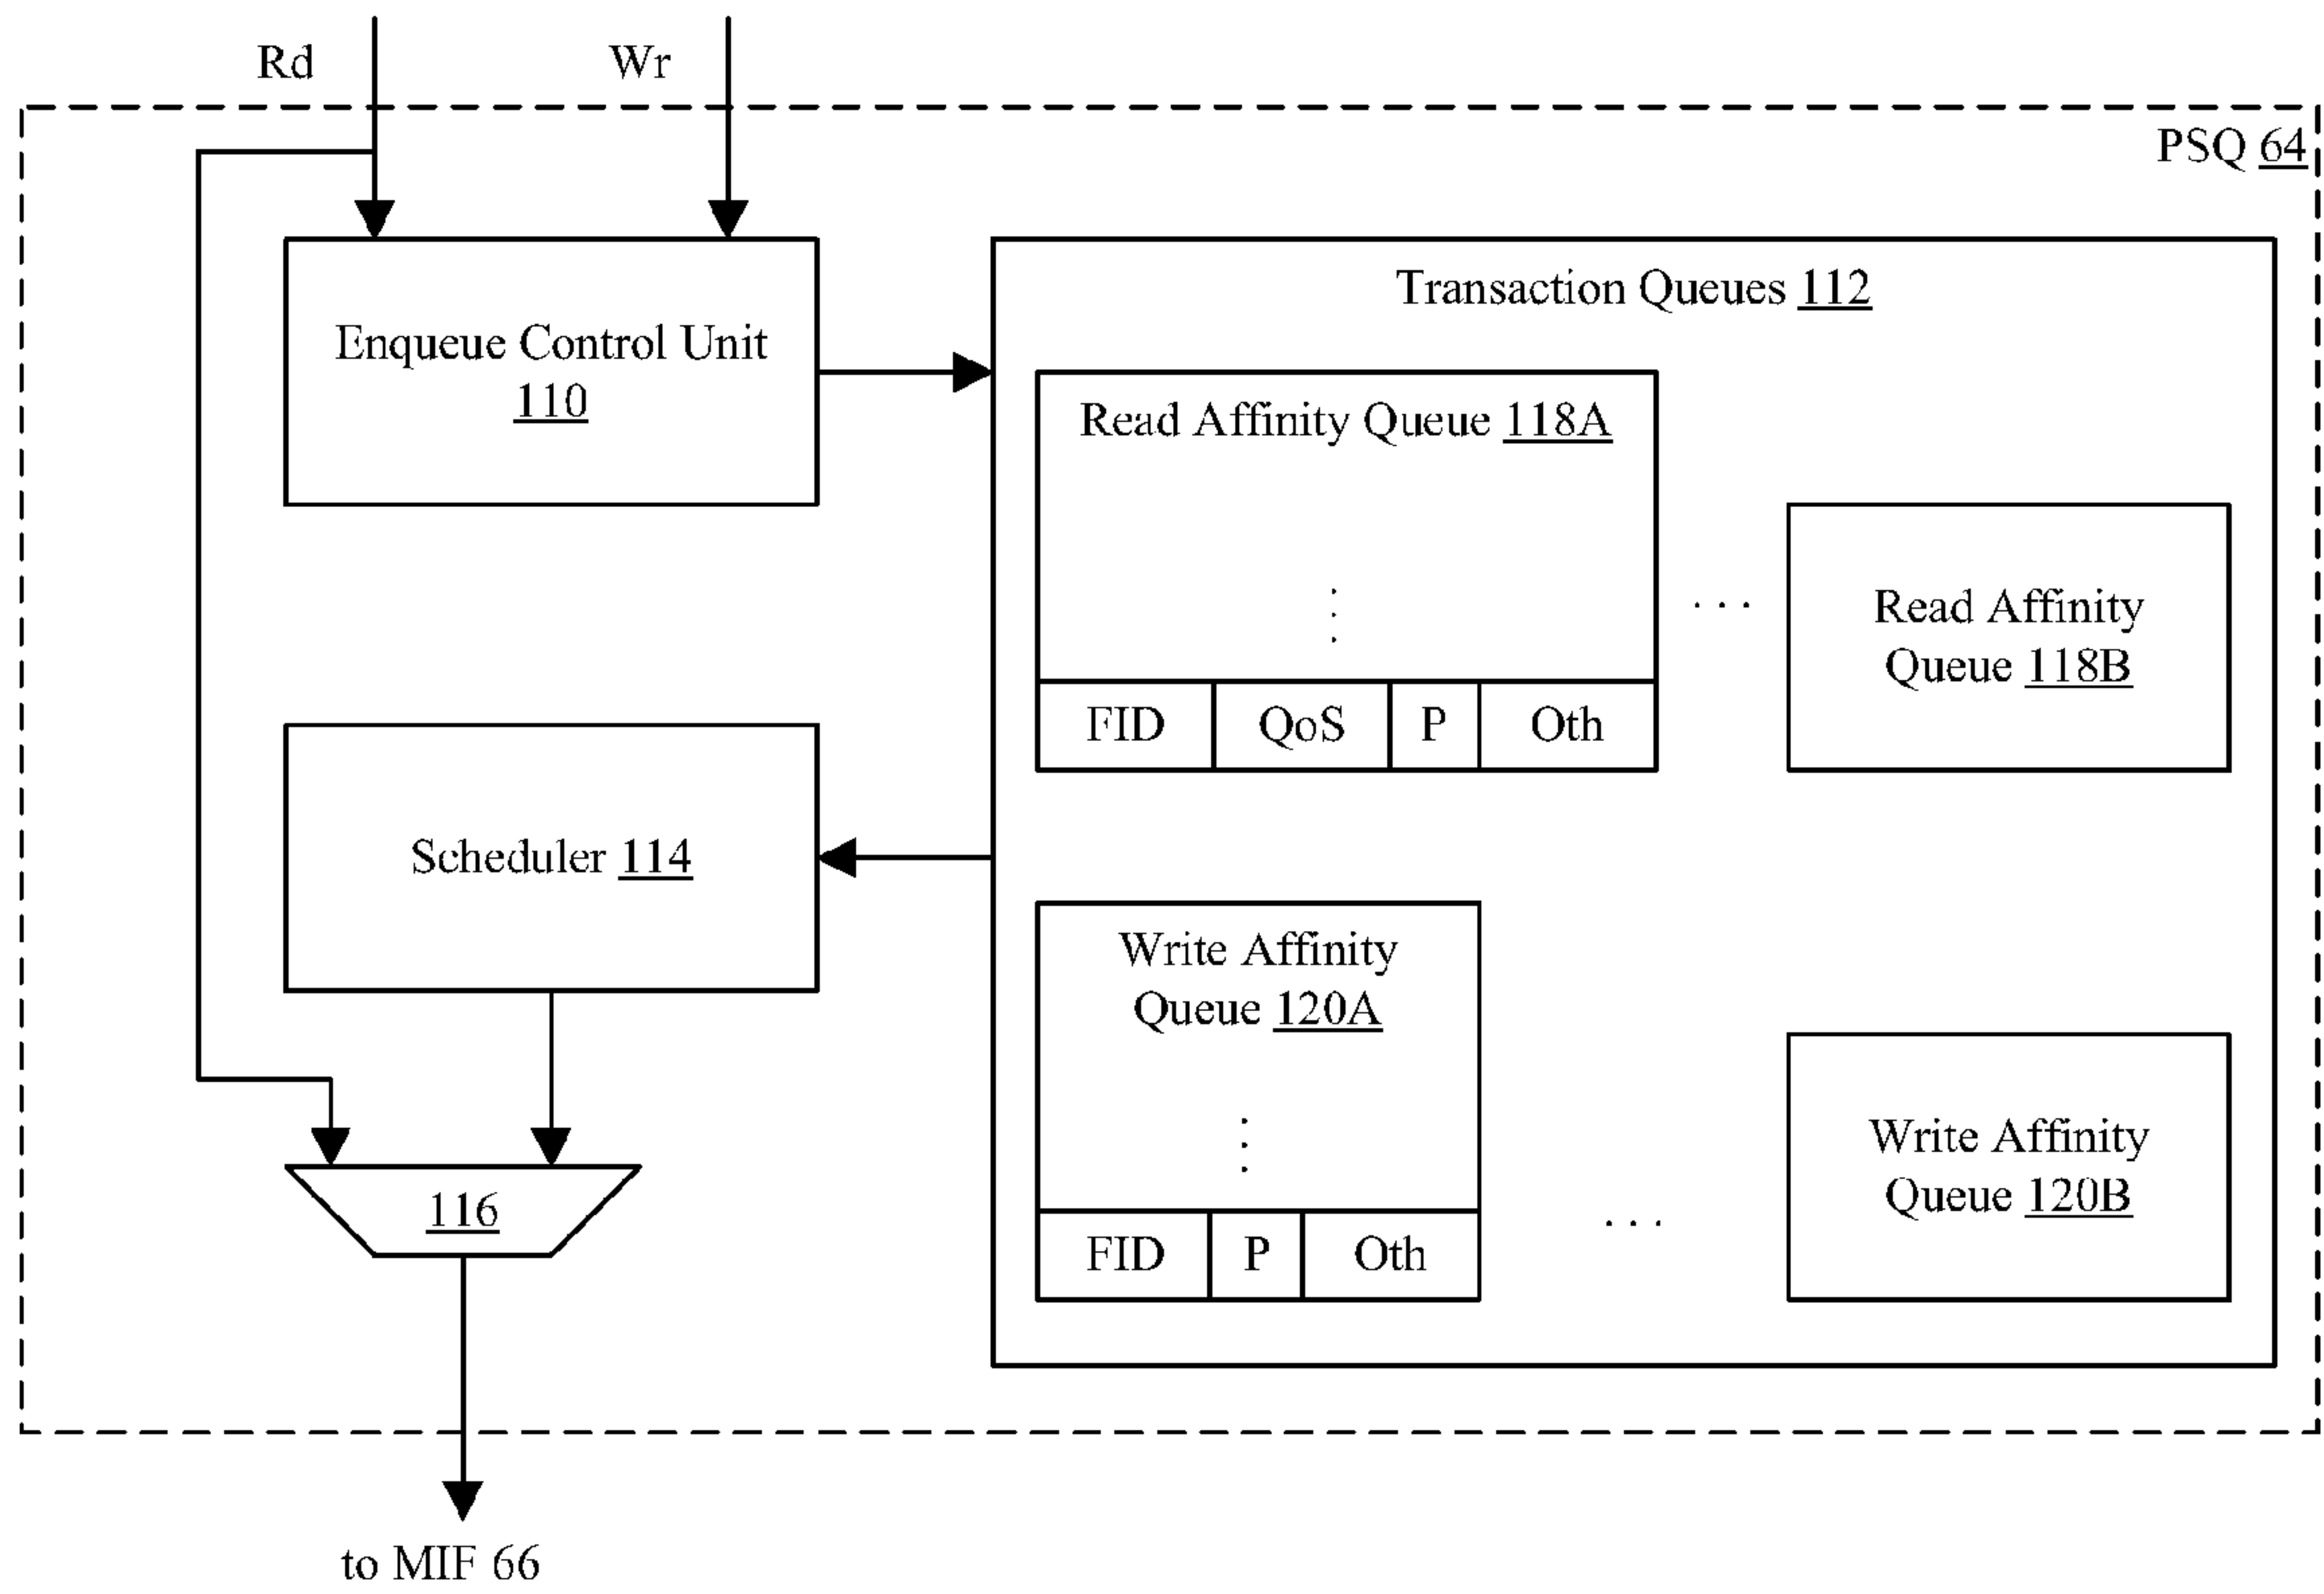 Rd
Wr
PSQ 64
Enqueue Control Unit
110
Transaction Queues 112
Read Affinity Queue 118A
Read Affinity
Queue 118B
FID
QoS
P
Oth
Scheduler 114
Write Affinity
Queue 120A
Write Affinity
Queue 120B
FID
P
Oth
116
to MIF 66